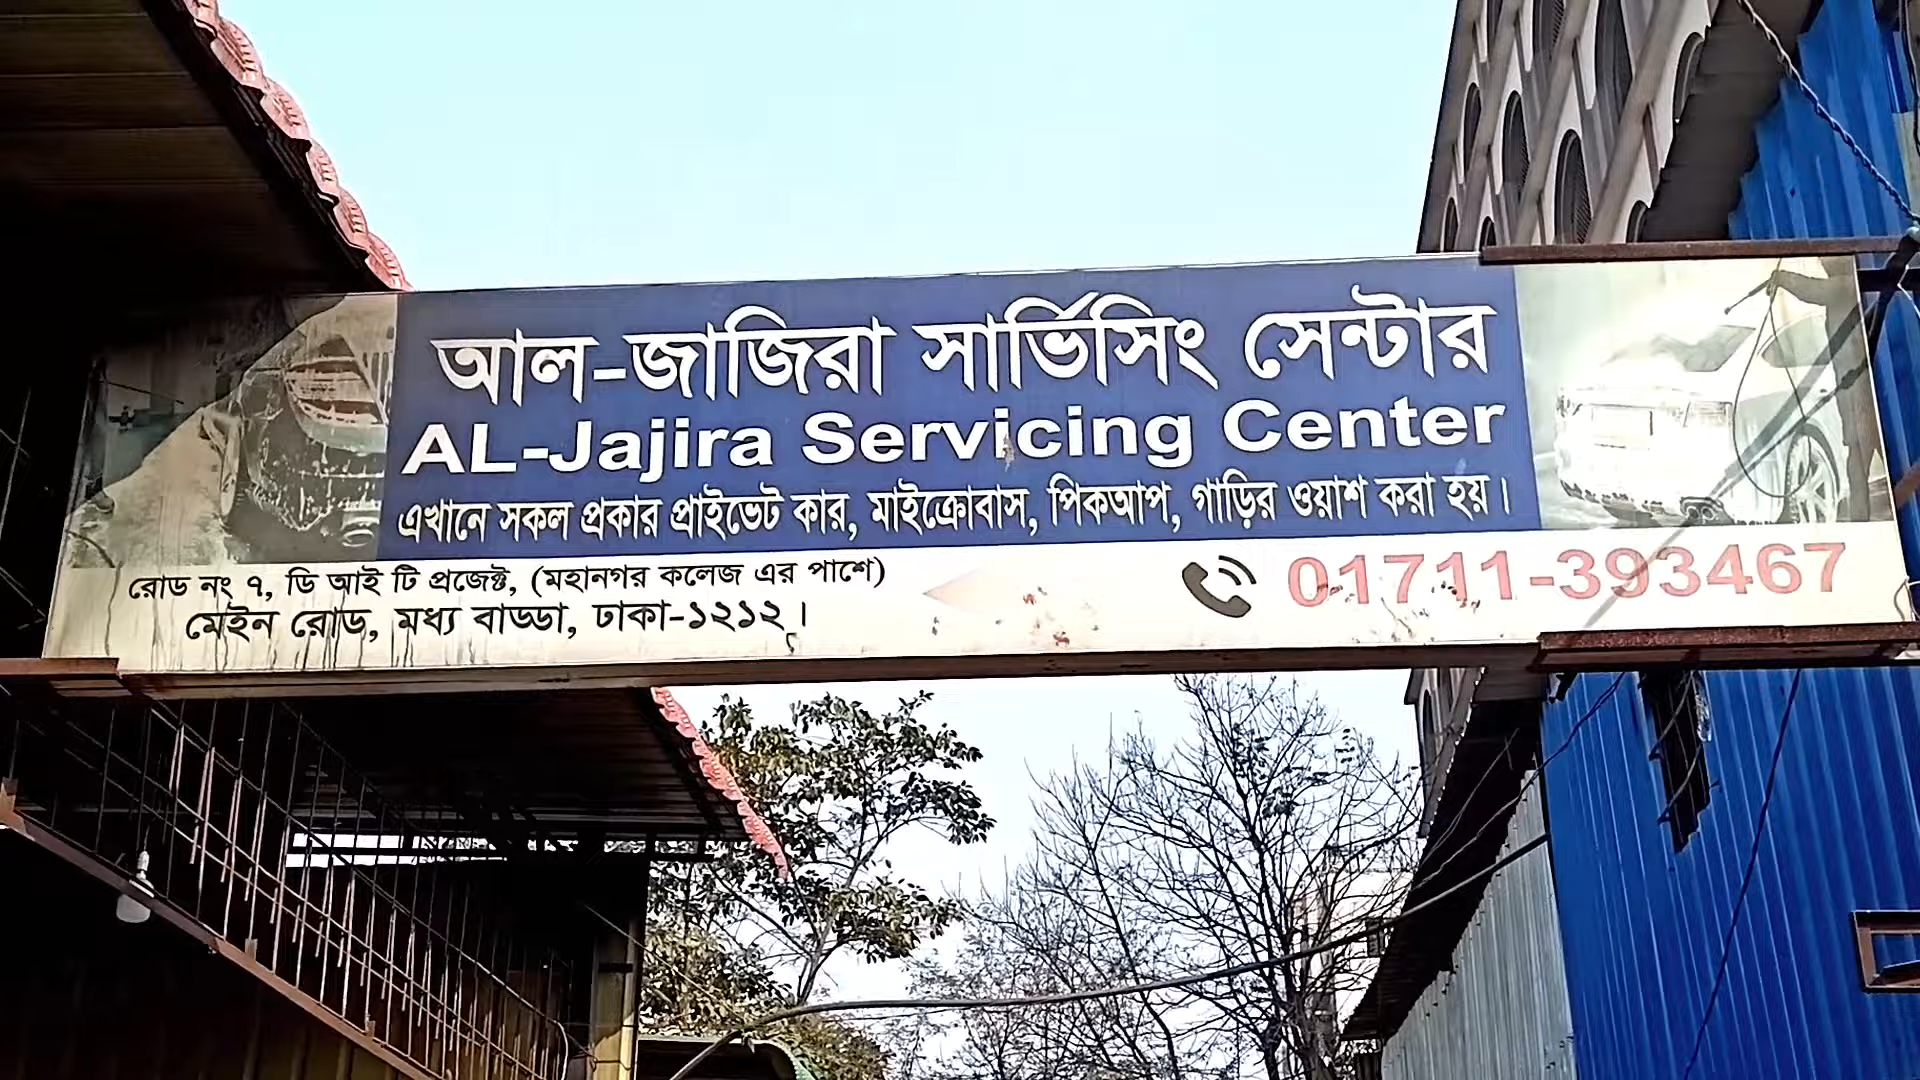 আল-জাজিরা সার্ভিসিং সেন্টার
AL-Jajira Servicing Center
এখানে সকল প্রকার প্রাইভেট কার, মাইক্রোবাস, পিকআপ, গাড়ির ওয়াশ করা হয়।
রোড নং ৭, ডি আই টি প্রজেক্ট, (মহানগর কলেজ এর পাশে)
মেইন রোড, মধ্য বাড্ডা, ঢাকা-১২১২।
01711-393467